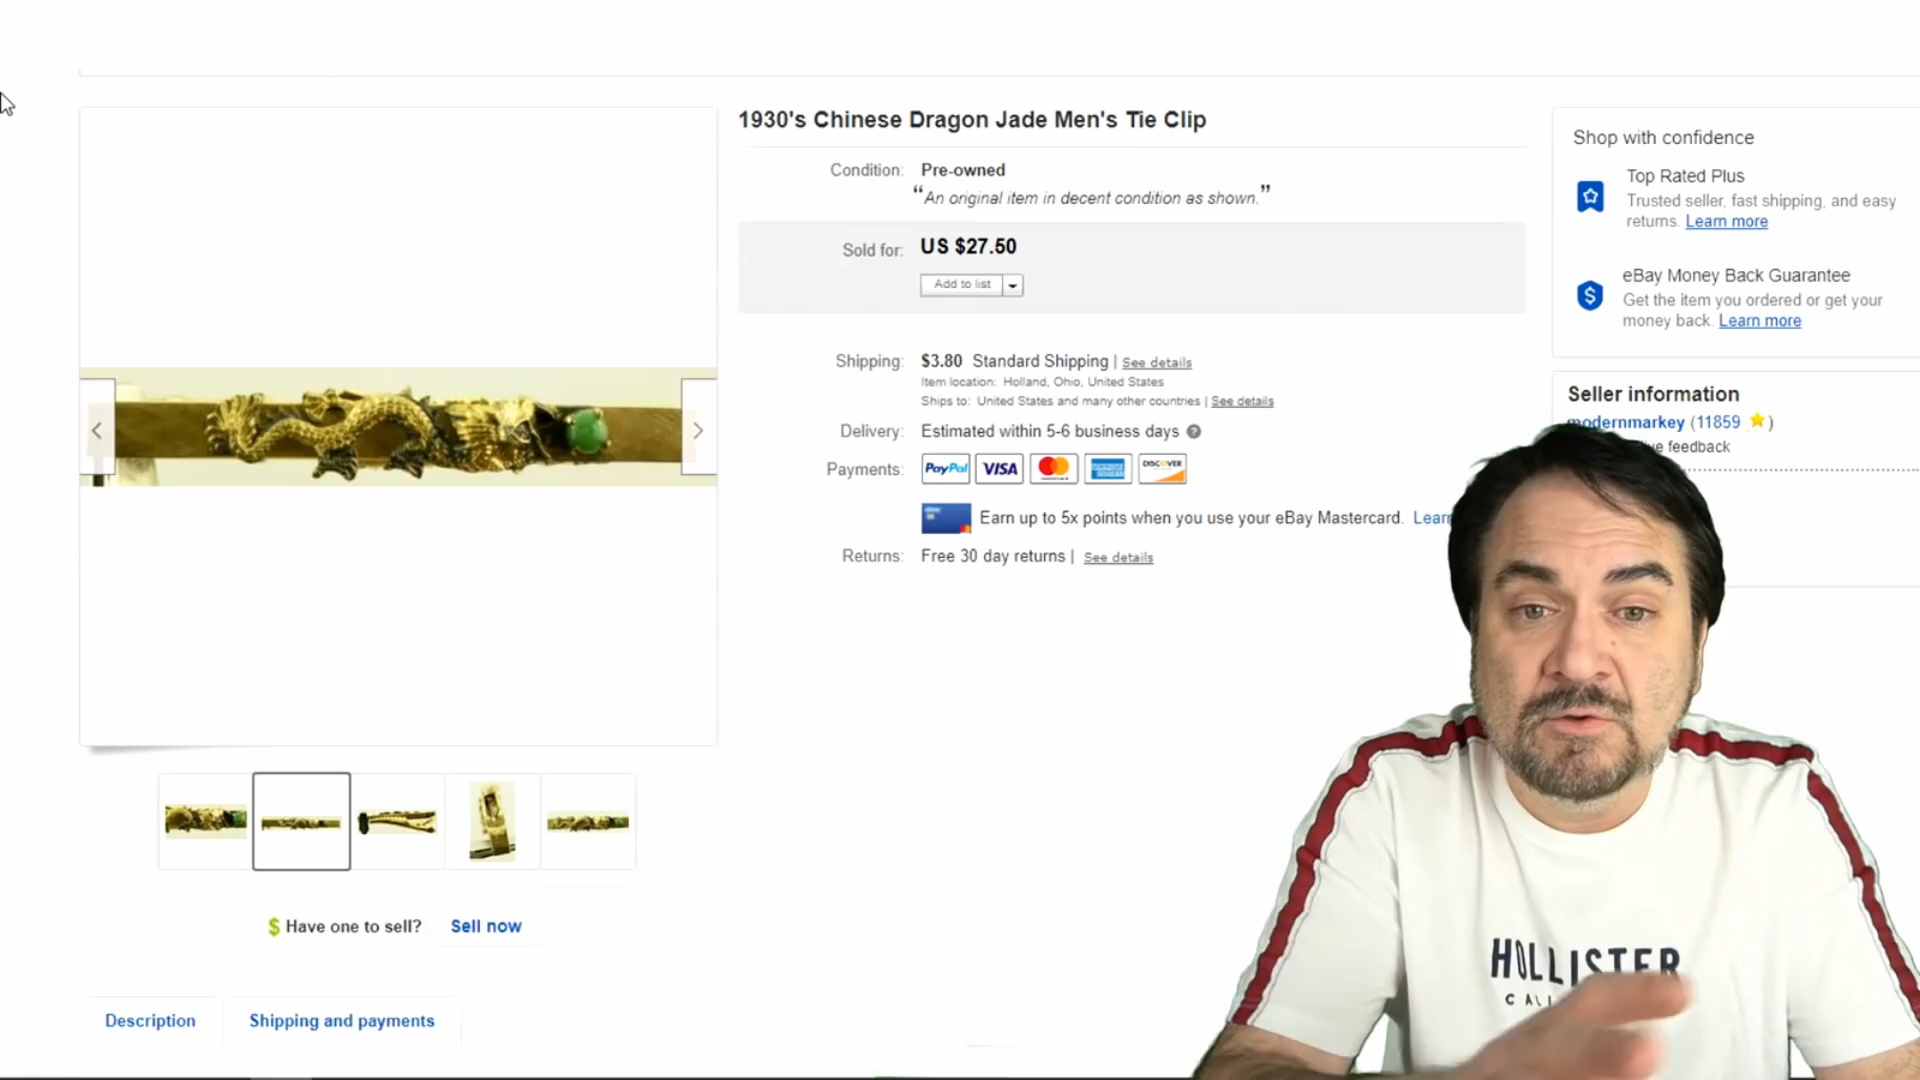 1930's Chinese Dragon Jade Men's Tie Clip
Condition: Pre-owned
“An original item in decent condition as shown.”
Sold for: US $27.50
Add to list
Shipping: $3.80 Standard Shipping | See details
Item location: Holland, Ohio, United States
Ships to: United States and many other countries | See details
Delivery: Estimated within 5-6 business days
Payments: PayPal VISA DISCOVER
Earn up to 5x points when you use your eBay Mastercard.
Returns: Free 30 day returns | See details
Shop with confidence
Top Rated Plus
Trusted seller, fast shipping, and easy
returns. Learn more
eBay Money Back Guarantee
Get the item you ordered or get your
money back. Learn more
Seller information
modernmarkey (11859 )
feedback
$ Have one to sell? Sell now
Description
Shipping and payments
HOLLISTER